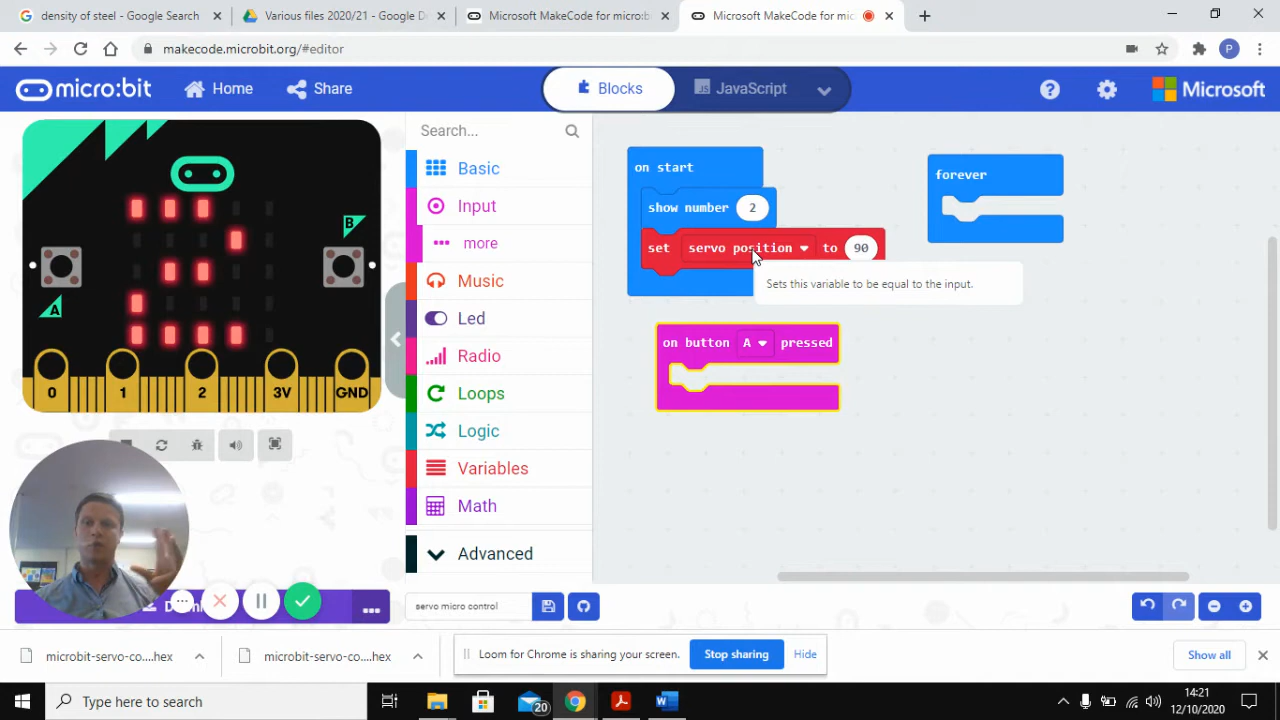 density of steel - Google Search
Various files 2020/21 - Google D
Microsoft MakeCode for micro:b
Microsoft MakeCode for mic
makecode.microbit.org/#editor
P
micro:bit
Home
Share
Blocks
JS JavaScript
?
Microsoft
Search...
Basic
Input
more
Music
Led
Radio
Loops
Logic
Variables
Math
Advanced
on start
show number 2
set servo position to 90
Sets this variable to be equal to the input.
on button A pressed
forever
B
A
0 1 2 3V GND
servo micro control
microbit-servo-co....hex
microbit-servo-co....hex
Loom for Chrome is sharing your screen.
Stop sharing
Hide
Show all
Type here to search
20
14:21
12/10/2020